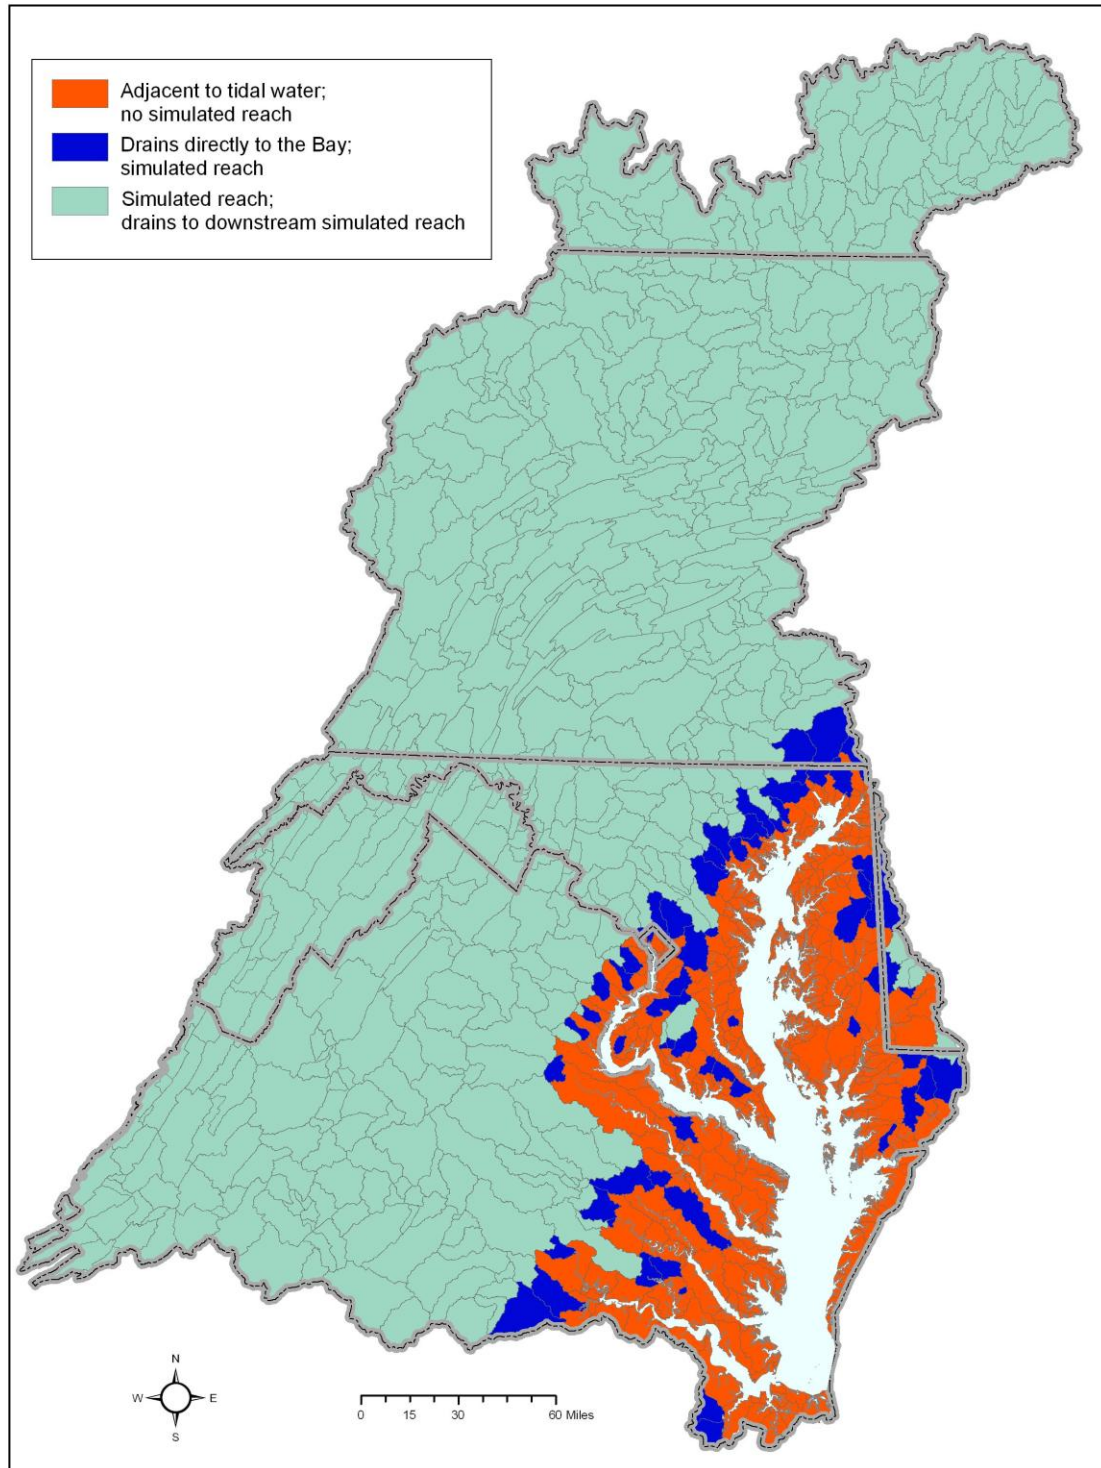 Adjacent to tidal water;
no simulated reach
Drains directly to the Bay;
simulated reach
Simulated reach;
drains to downstream simulated reach
N
W E
S
0 15 30 60 Miles